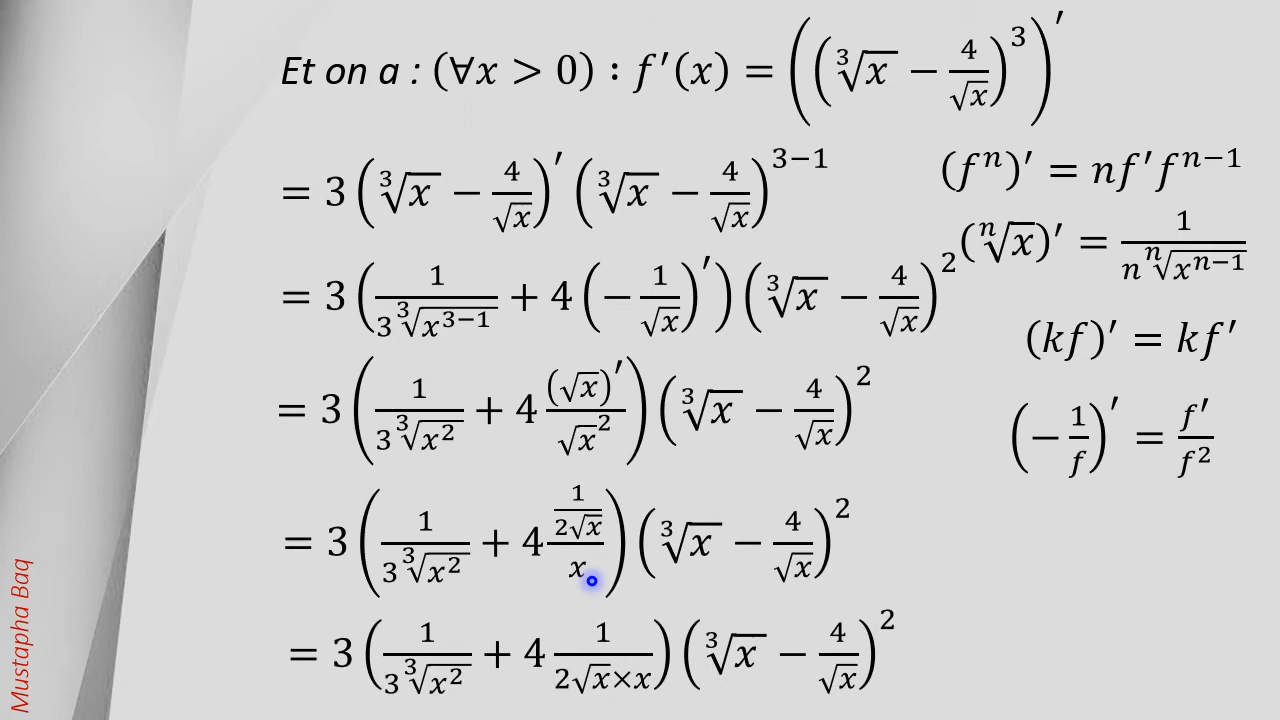 Et on a : (∀x > 0) : f′(x) = ((∛x − 4/√x)³)′
= 3 (∛x − 4/√x)′ (∛x − 4/√x)³⁻¹
(fⁿ)′ = nf′fⁿ⁻¹
(ⁿ√x)′ = 1/(n ⁿ√(xⁿ⁻¹))
= 3 (1/(3 ∛(x³⁻¹)) + 4 (−1/√x)′) (∛x − 4/√x)²
(kf)′ = kf′
= 3 (1/(3 ∛(x²)) + 4 (√x)′/√x²) (∛x − 4/√x)²
(−1/f)′ = f′/f²
= 3 (1/(3 ∛(x²)) + 4 (1/(2√x))/x) (∛x − 4/√x)²
= 3 (1/(3 ∛(x²)) + 4 1/(2√x×x)) (∛x − 4/√x)²
Mustapha Baq